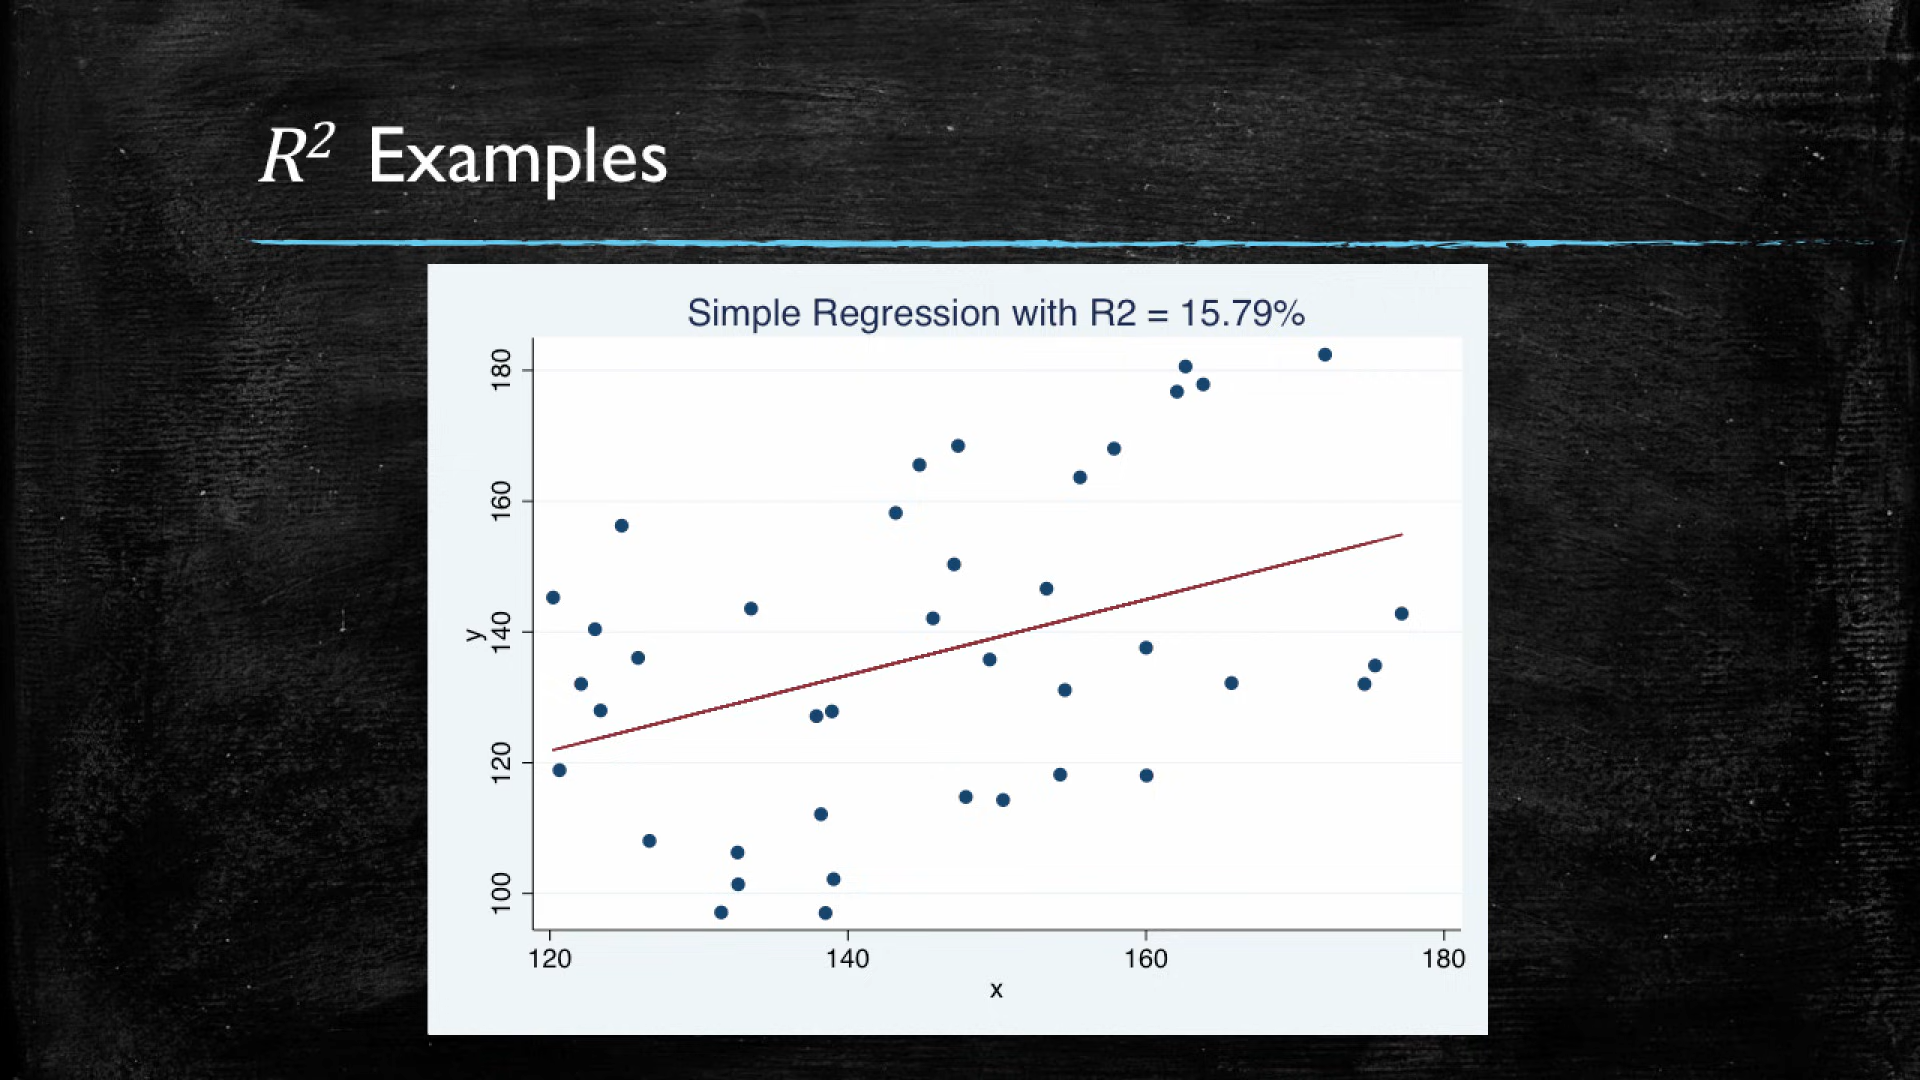 R² Examples
Simple Regression with R2 = 15.79%
180
160
140
120
100
y
120 140 160 180
x